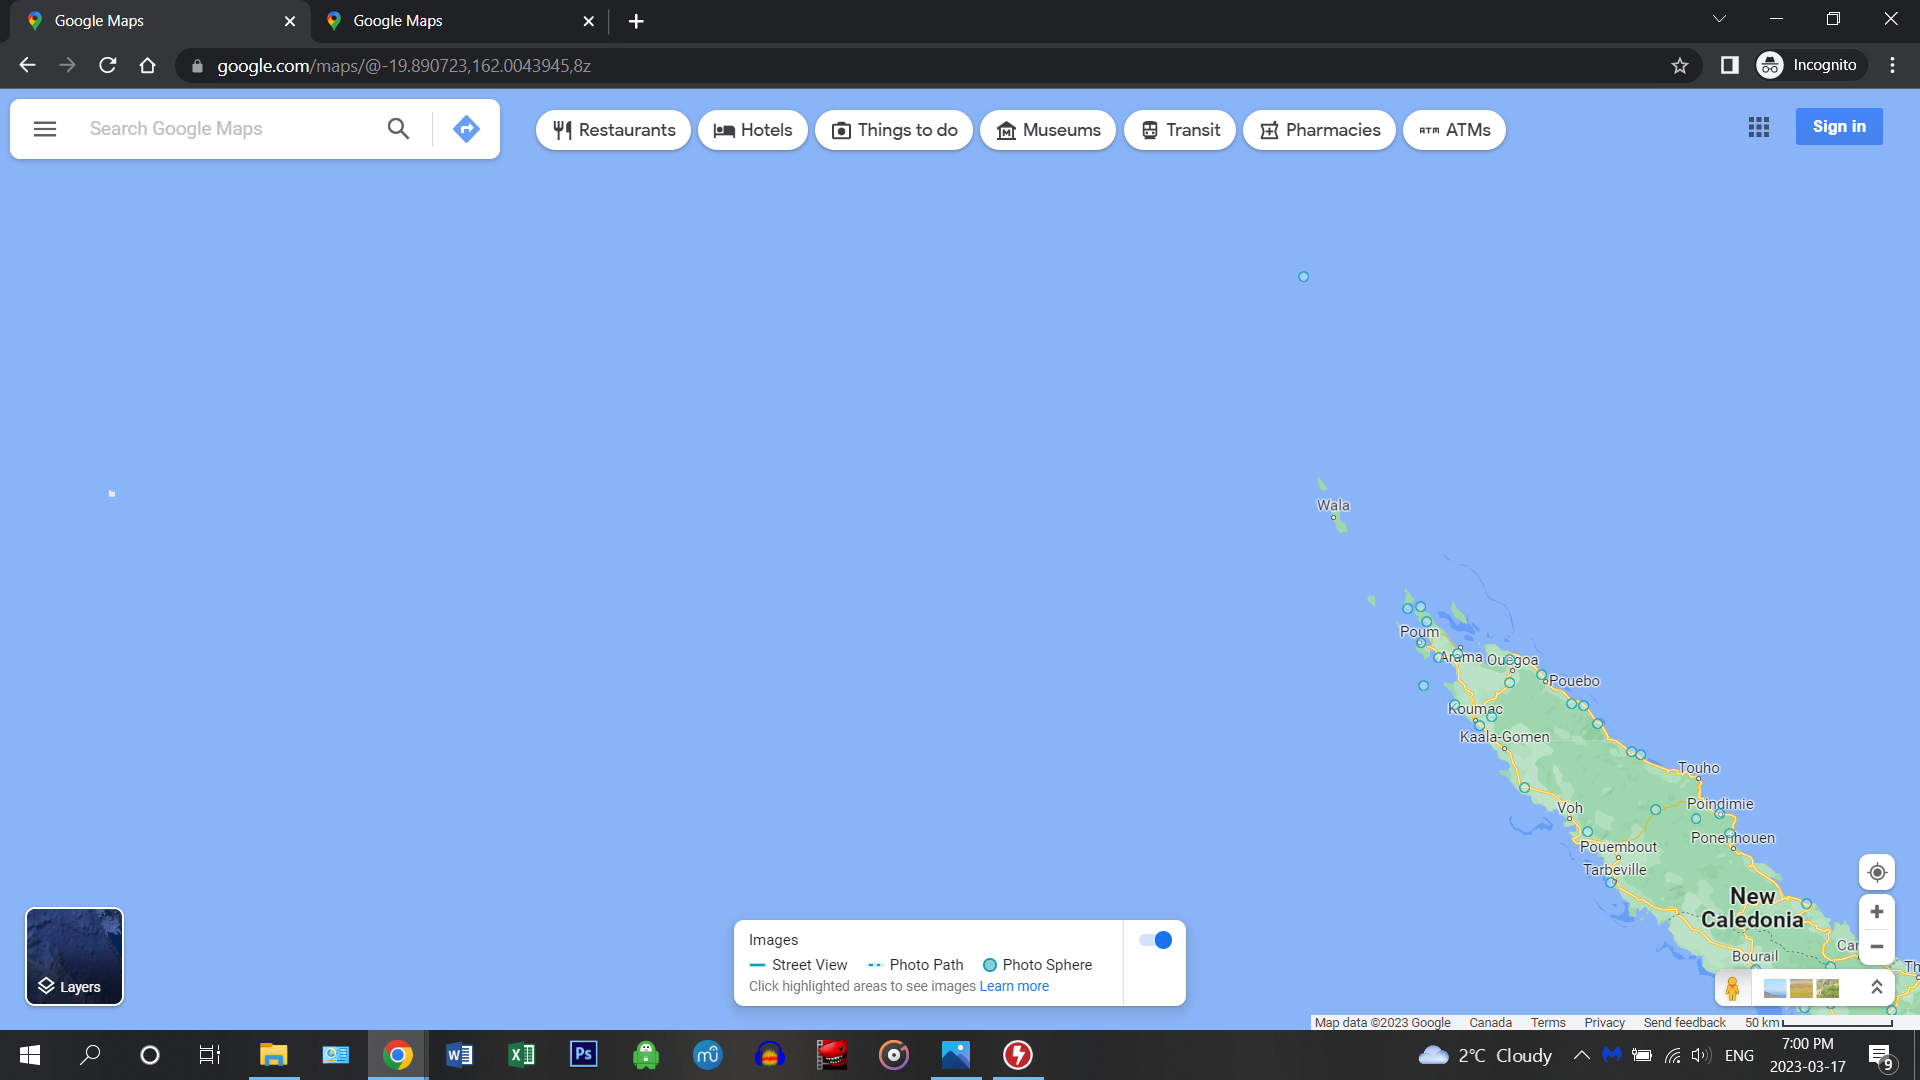 Google Maps
Google Maps
google.com/maps/@-19.890723,162.0043945,8z
Incognito
Search Google Maps
Restaurants
Hotels
Things to do
Museums
Transit
Pharmacies
ATM ATMs
Sign in
Wala
Poum
Arama
Ouegoa
Pouebo
Koumac
Kaala-Gomen
Touho
Voh
Poindimie
Ponerihouen
Pouembout
Tarbeville
New
Caledonia
Bourail
Layers
Images
Street View
Photo Path
Photo Sphere
Click highlighted areas to see images Learn more
Map data ©2023 Google
Canada
Terms
Privacy
Send feedback
50 km
W
X
Ps
mu
2°C Cloudy
ENG
7:00 PM
2023-03-17
9